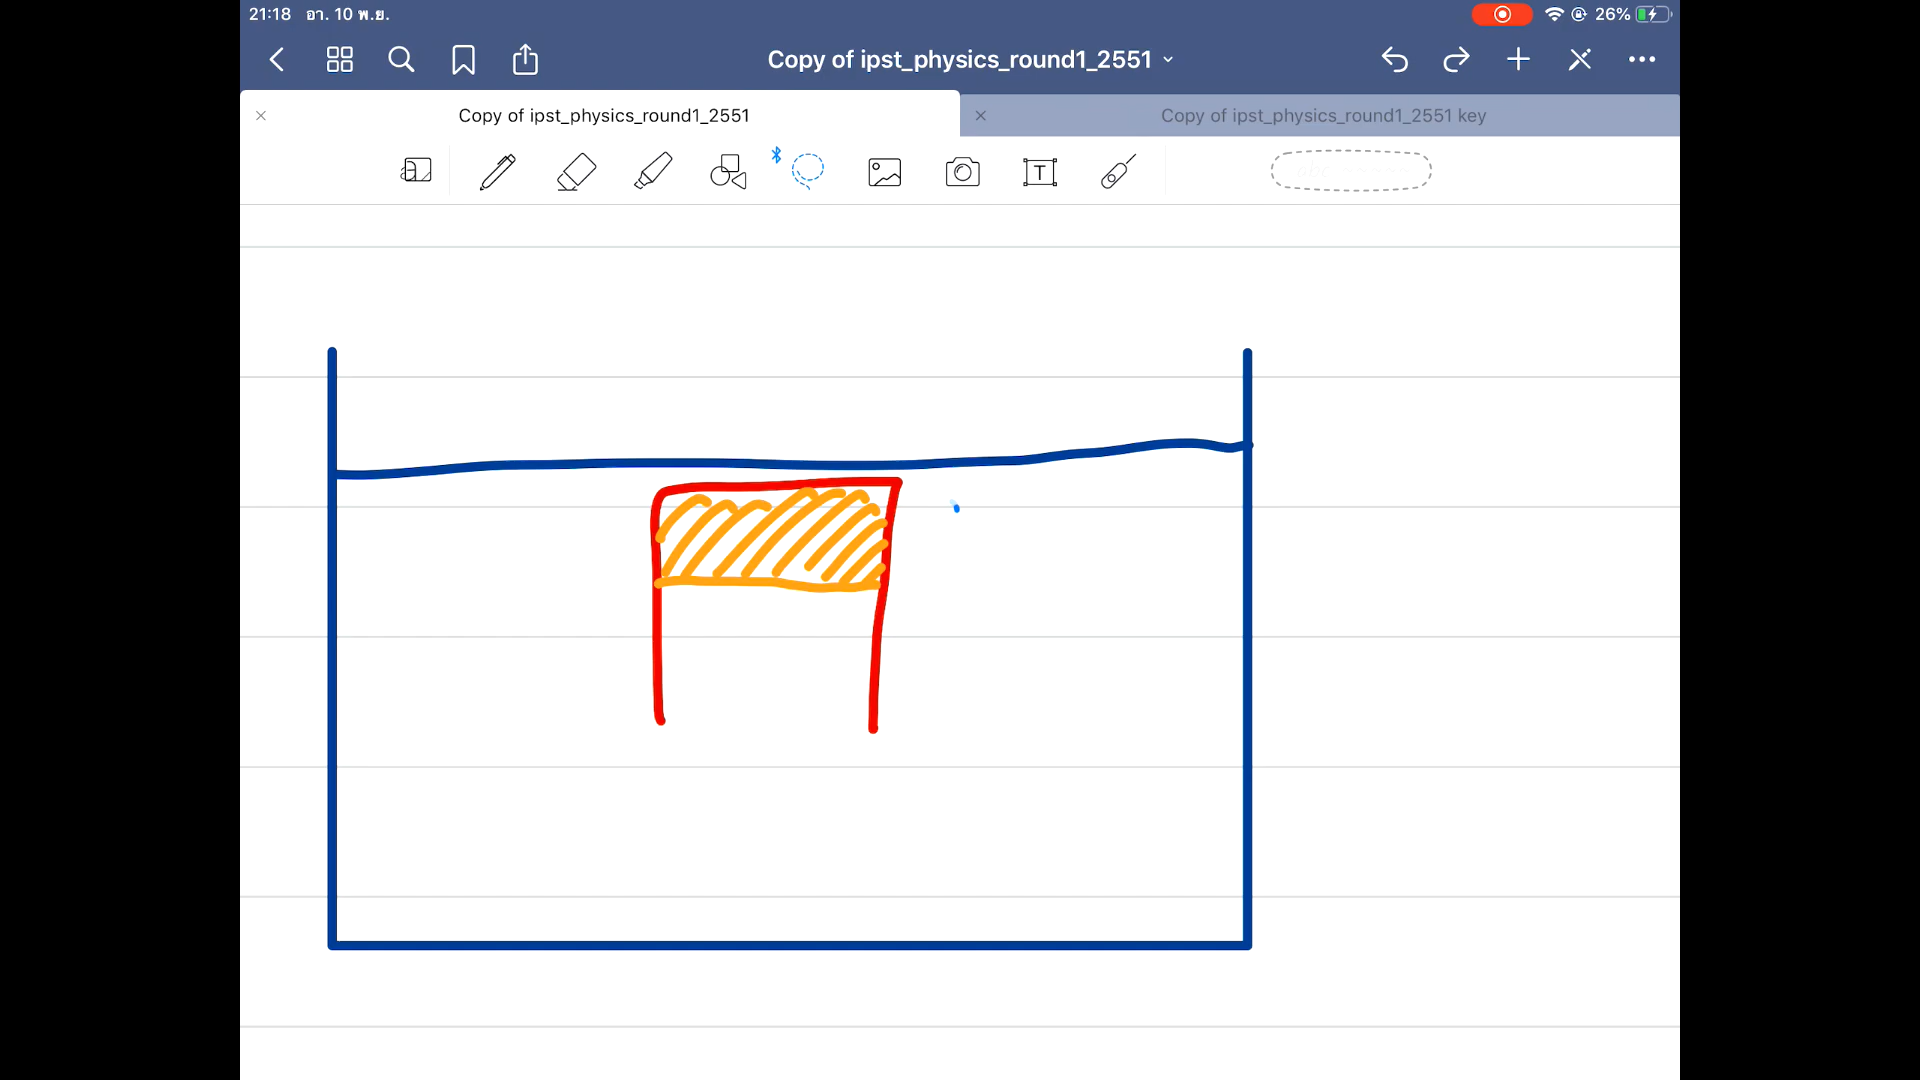 21:18 อา. 10 พ.ย.
26%
Copy of ipst_physics_round1_2551
Copy of ipst_physics_round1_2551
Copy of ipst_physics_round1_2551 key